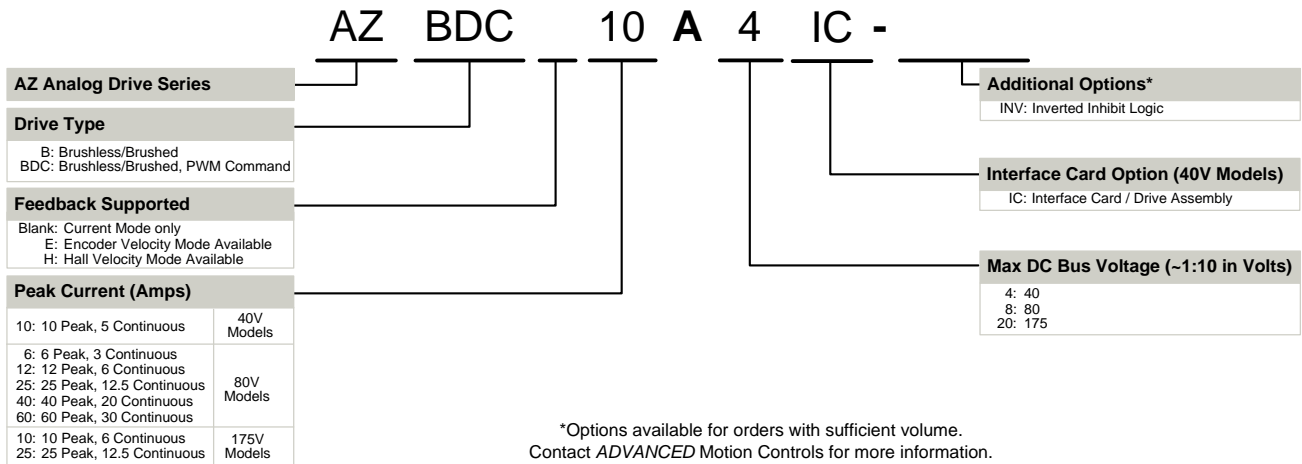 AZ BDC 10 A 4 IC -
AZ Analog Drive Series
Drive Type
B: Brushless/Brushed
BDC: Brushless/Brushed, PWM Command
Feedback Supported
Blank: Current Mode only
E: Encoder Velocity Mode Available
H: Hall Velocity Mode Available
Peak Current (Amps)
10: 10 Peak, 5 Continuous
40V
Models
6: 6 Peak, 3 Continuous
12: 12 Peak, 6 Continuous
25: 25 Peak, 12.5 Continuous
40: 40 Peak, 20 Continuous
60: 60 Peak, 30 Continuous
80V
Models
10: 10 Peak, 6 Continuous
25: 25 Peak, 12.5 Continuous
175V
Models
Additional Options*
INV: Inverted Inhibit Logic
Interface Card Option (40V Models)
IC: Interface Card / Drive Assembly
Max DC Bus Voltage (~1:10 in Volts)
4: 40
8: 80
20: 175
*Options available for orders with sufficient volume.
Contact ADVANCED Motion Controls for more information.